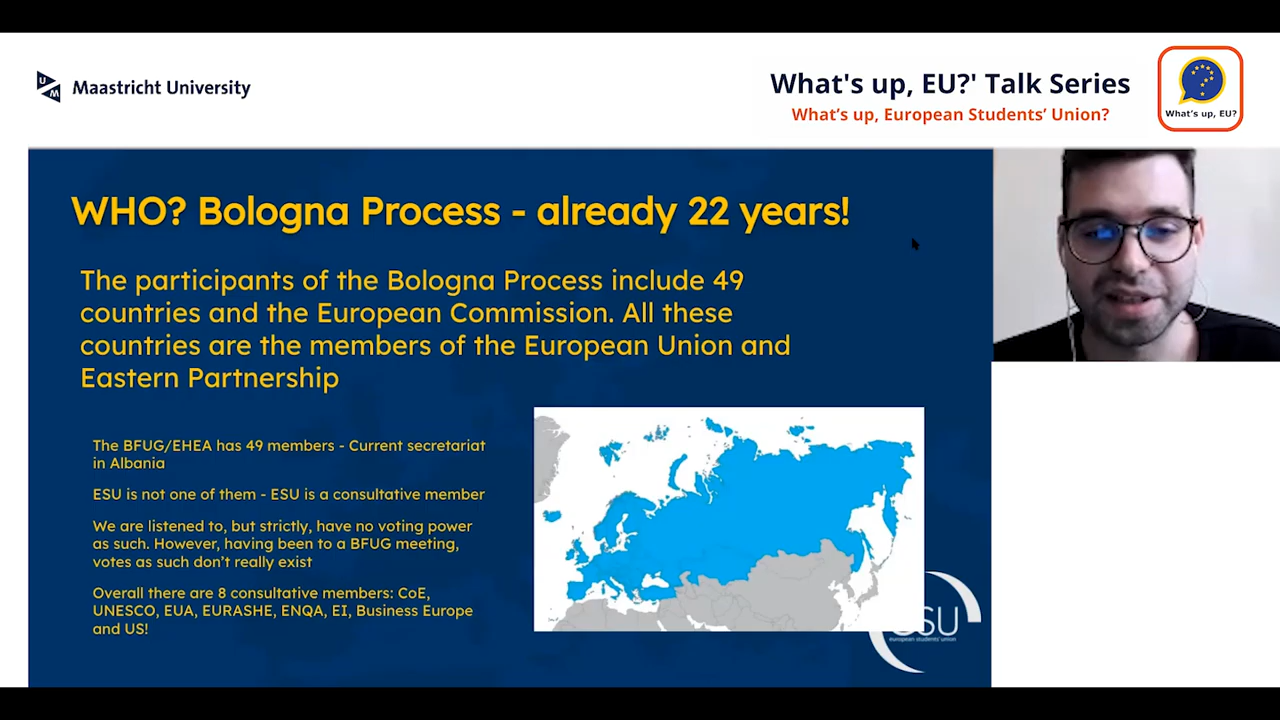 UM
Maastricht University
What's up, EU?' Talk Series
What's up, European Students' Union?
What's up, EU?
WHO? Bologna Process - already 22 years!
The participants of the Bologna Process include 49
countries and the European Commission. All these
countries are the members of the European Union and
Eastern Partnership
The BFUG/EHEA has 49 members - Current secretariat
in Albania
ESU is not one of them - ESU is a consultative member
We are listened to, but strictly, have no voting power
as such. However, having been to a BFUG meeting,
votes as such don't really exist
Overall there are 8 consultative members: CoE,
UNESCO, EUA, EURASHE, ENQA, EI, Business Europe
and US!
ESU
european students' union